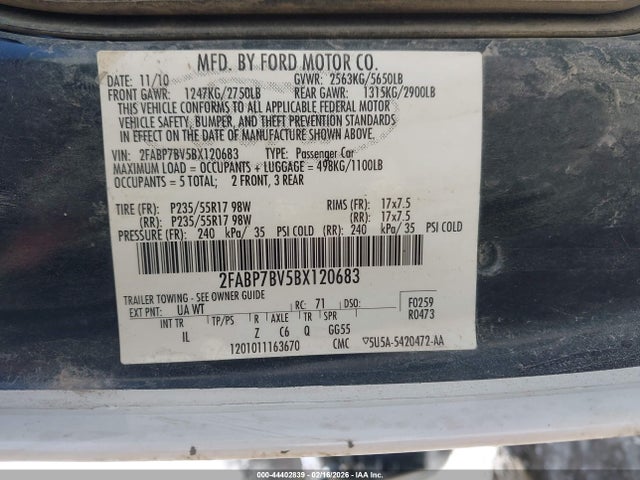 MFD. BY FORD MOTOR CO.
DATE: 11/10 GVWR: 2563KG/5650LB
FRONT GAWR: 1247KG/2750LB REAR GAWR: 1315KG/2900LB
THIS VEHICLE CONFORMS TO ALL APPLICABLE FEDERAL MOTOR
VEHICLE SAFETY, BUMPER, AND THEFT PREVENTION STANDARDS
IN EFFECT ON THE DATE OF MANUFACTURE SHOWN ABOVE.
VIN: 2FABP7BV5BX120683 TYPE: Passenger Car
MAXIMUM LOAD = OCCUPANTS + LUGGAGE = 498KG/1100LB
OCCUPANTS = 5 TOTAL; 2 FRONT, 3 REAR
TIRE (FR): P235/55R17 98W RIMS (FR): 17x7.5
(RR): P235/55R17 98W (RR): 17x7.5
PRESSURE (FR): 240 kPa/ 35 PSI COLD (RR): 240 kPa/ 35 PSI COLD
2FABP7BV5BX120683
TRAILER TOWING - SEE OWNER GUIDE
EXT PNT: UA WT RC: 71 DSO: F0259
INT TR TP/PS R AXLE TR SPR R0473
IL Z C6 Q GG55
1201011163670 CMC ▽5U5A-5420472-AA
000-44402839 - 02/16/2026 - IAA, Inc.